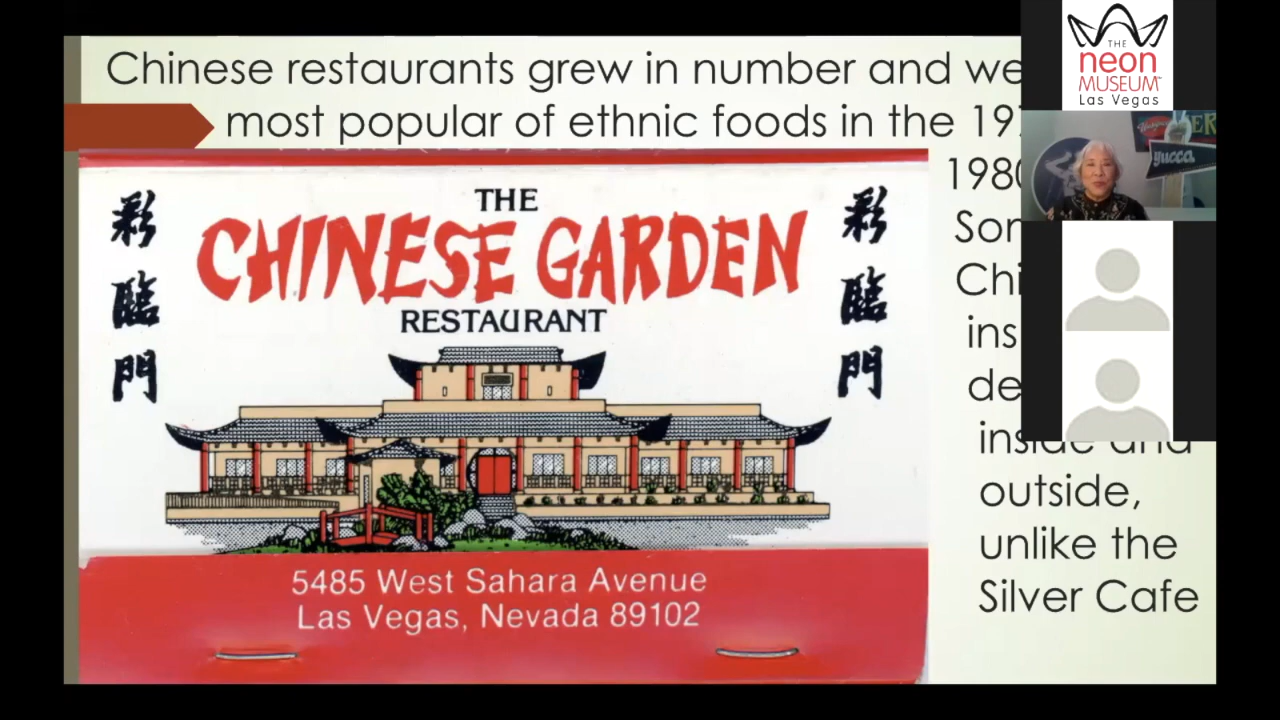 Chinese restaurants grew in number and we
most popular of ethnic foods in the 197
1980
Son
Chi
ins
de
inside and
outside,
unlike the
Silver Cafe
THE
CHINESE GARDEN
RESTAURANT
彩
臨
門
彩
臨
門
5485 West Sahara Avenue
Las Vegas, Nevada 89102
THE
neon
MUSEUM
Las Vegas
yucca